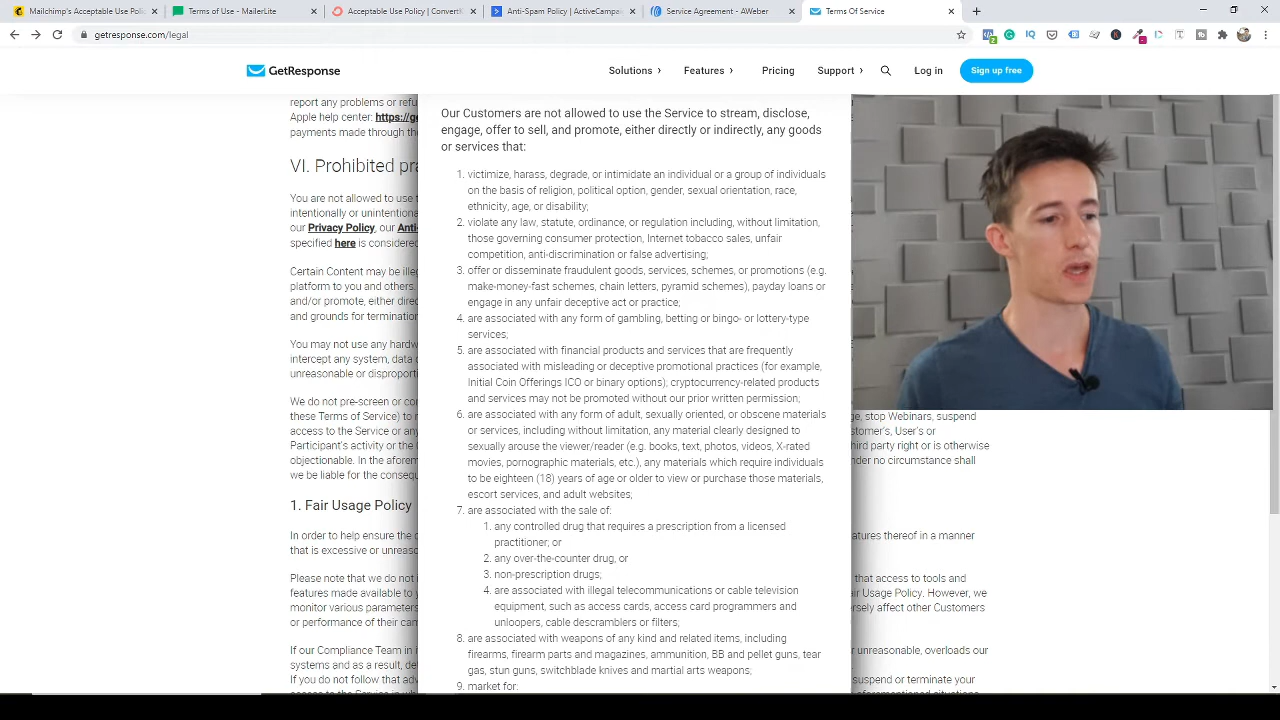 Mailchimp's Acceptable Use Polic
Terms of Use - MailerLite
Acceptable Use Policy | ConvertK
Anti-Spam Policy | ActiveCampai
Service Agreement - AWeber
Terms Of Service
getresponse.com/legal
GetResponse
Solutions
Features
Pricing
Support
Log in
Sign up free
report any problems or refu
Apple help center: https://ge
payments made through the
VI. Prohibited pra
You are not allowed to use t
intentionally or unintentiona
our Privacy Policy, our Anti-
specified here is considered
Certain Content may be illeg
platform to you and others.
and/or promote, either direc
and grounds for termination
You may not use any hardw
intercept any system, data o
unreasonable or disproporti
We do not pre-screen or con
these Terms of Service) to r
access to the Service or any
Participant's activity or the C
objectionable. In the aforem
we be liable for the consequ
1. Fair Usage Policy
In order to help ensure the q
that is excessive or unreaso
Please note that we do not i
features made available to y
monitor various parameters
or performance of their cam
If our Compliance Team in i
systems and as a result, det
If you do not follow that adv
Our Customers are not allowed to use the Service to stream, disclose,
engage, offer to sell, and promote, either directly or indirectly, any goods
or services that:
1. victimize, harass, degrade, or intimidate an individual or a group of individuals
on the basis of religion, political option, gender, sexual orientation, race,
ethnicity, age, or disability;
2. violate any law, statute, ordinance, or regulation including, without limitation,
those governing consumer protection, Internet tobacco sales, unfair
competition, anti-discrimination or false advertising;
3. offer or disseminate fraudulent goods, services, schemes, or promotions (e.g.
make-money-fast schemes, chain letters, pyramid schemes), payday loans or
engage in any unfair deceptive act or practice;
4. are associated with any form of gambling, betting or bingo- or lottery-type
services;
5. are associated with financial products and services that are frequently
associated with misleading or deceptive promotional practices (for example,
Initial Coin Offerings ICO or binary options); cryptocurrency-related products
and services may not be promoted without our prior written permission;
6. are associated with any form of adult, sexually oriented, or obscene materials
or services, including without limitation, any material clearly designed to
sexually arouse the viewer/reader (e.g. books, text, photos, videos, X-rated
movies, pornographic materials, etc.), any materials which require individuals
to be eighteen (18) years of age or older to view or purchase those materials,
escort services, and adult websites;
7. are associated with the sale of:
1. any controlled drug that requires a prescription from a licensed
practitioner; or
2. any over-the-counter drug, or
3. non-prescription drugs;
4. are associated with illegal telecommunications or cable television
equipment, such as access cards, access card programmers and
unloopers, cable descramblers or filters;
8. are associated with weapons of any kind and related items, including
firearms, firearm parts and magazines, ammunition, BB and pellet guns, tear
gas, stun guns, switchblade knives and martial arts weapons;
9. market for:
ge, stop Webinars, suspend
stomer's, User's or
hird party right or is otherwise
nder no circumstance shall
atures thereof in a manner
that access to tools and
air Usage Policy. However, we
ersely affect other Customers
r unreasonable, overloads our
suspend or terminate your